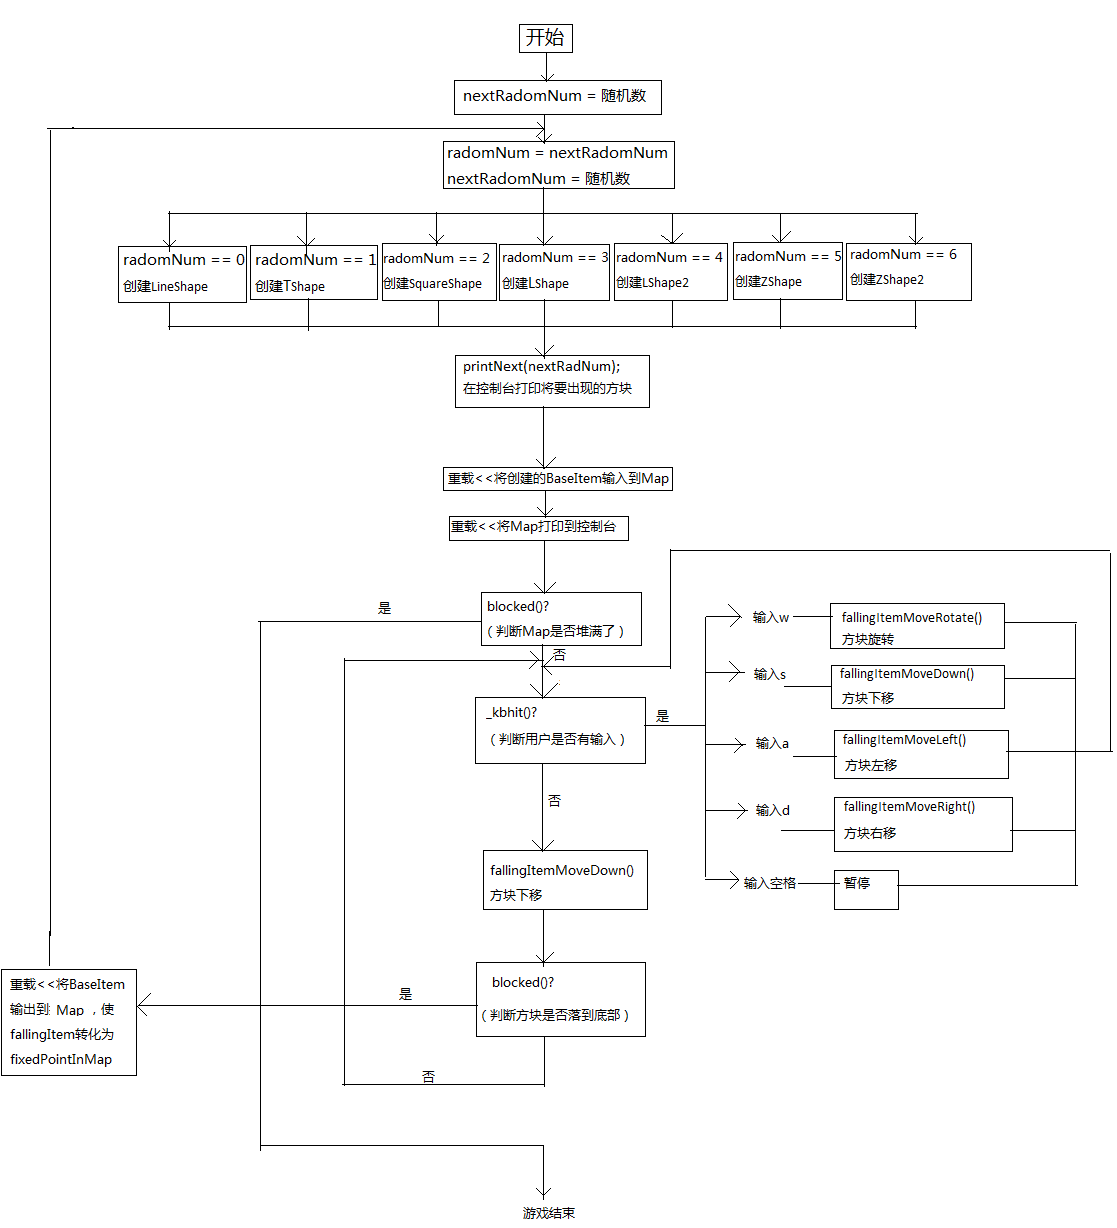 开始
nextRadomNum = 随机数
radomNum = nextRadomNum
nextRadomNum = 随机数
radomNum == 0
创建LineShape
radomNum == 1
创建TShape
radomNum == 2
创建SquareShape
radomNum == 3
创建LShape
radomNum == 4
创建LShape2
radomNum == 5
创建ZShape
radomNum == 6
创建ZShape2
printNext(nextRadNum);
在控制台打印将要出现的方块
重载<<将创建的BaseItem输入到Map
重载<<将Map打印到控制台
blocked()?
（判断Map是否堆满了）
是
否
_kbhit()?
（判断用户是否有输入）
是
否
输入w
fallingItemMoveRotate()
方块旋转
输入s
fallingItemMoveDown()
方块下移
输入a
fallingItemMoveLeft()
方块左移
输入d
fallingItemMoveRight()
方块右移
输入空格
暂停
fallingItemMoveDown()
方块下移
blocked()?
（判断方块是否落到底部）
是
否
重载<<将BaseItem
输出到 Map ，使
fallingItem转化为
fixedPointInMap
游戏结束